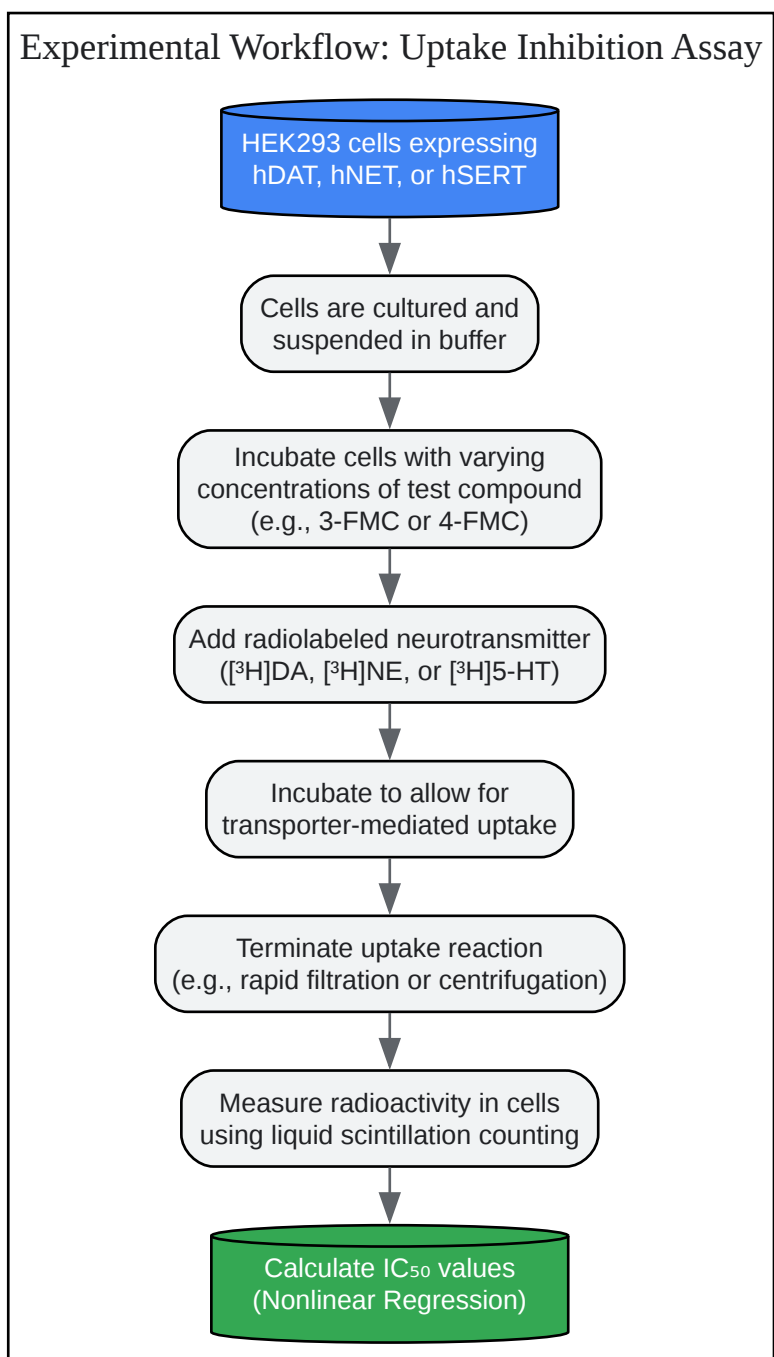 Experimental Workflow: Uptake Inhibition Assay
HEK293 cells expressing
hDAT, hNET, or hSERT
Cells are cultured and
suspended in buffer
Incubate cells with varying
concentrations of test compound
(e.g., 3-FMC or 4-FMC)
Add radiolabeled neurotransmitter
([³H]DA, [³H]NE, or [³H]5-HT)
Incubate to allow for
transporter-mediated uptake
Terminate uptake reaction
(e.g., rapid filtration or centrifugation)
Measure radioactivity in cells
using liquid scintillation counting
Calculate IC₅₀ values
(Nonlinear Regression)